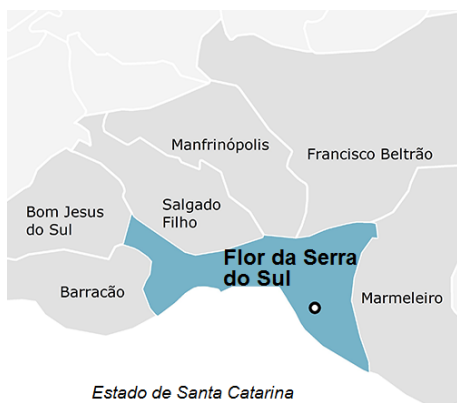 Manfrinópolis
Francisco Beltrão
Salgado
Filho
Bom Jesus
do Sul
Flor da Serra
do Sul
Barracão
Marmeleiro
Estado de Santa Catarina